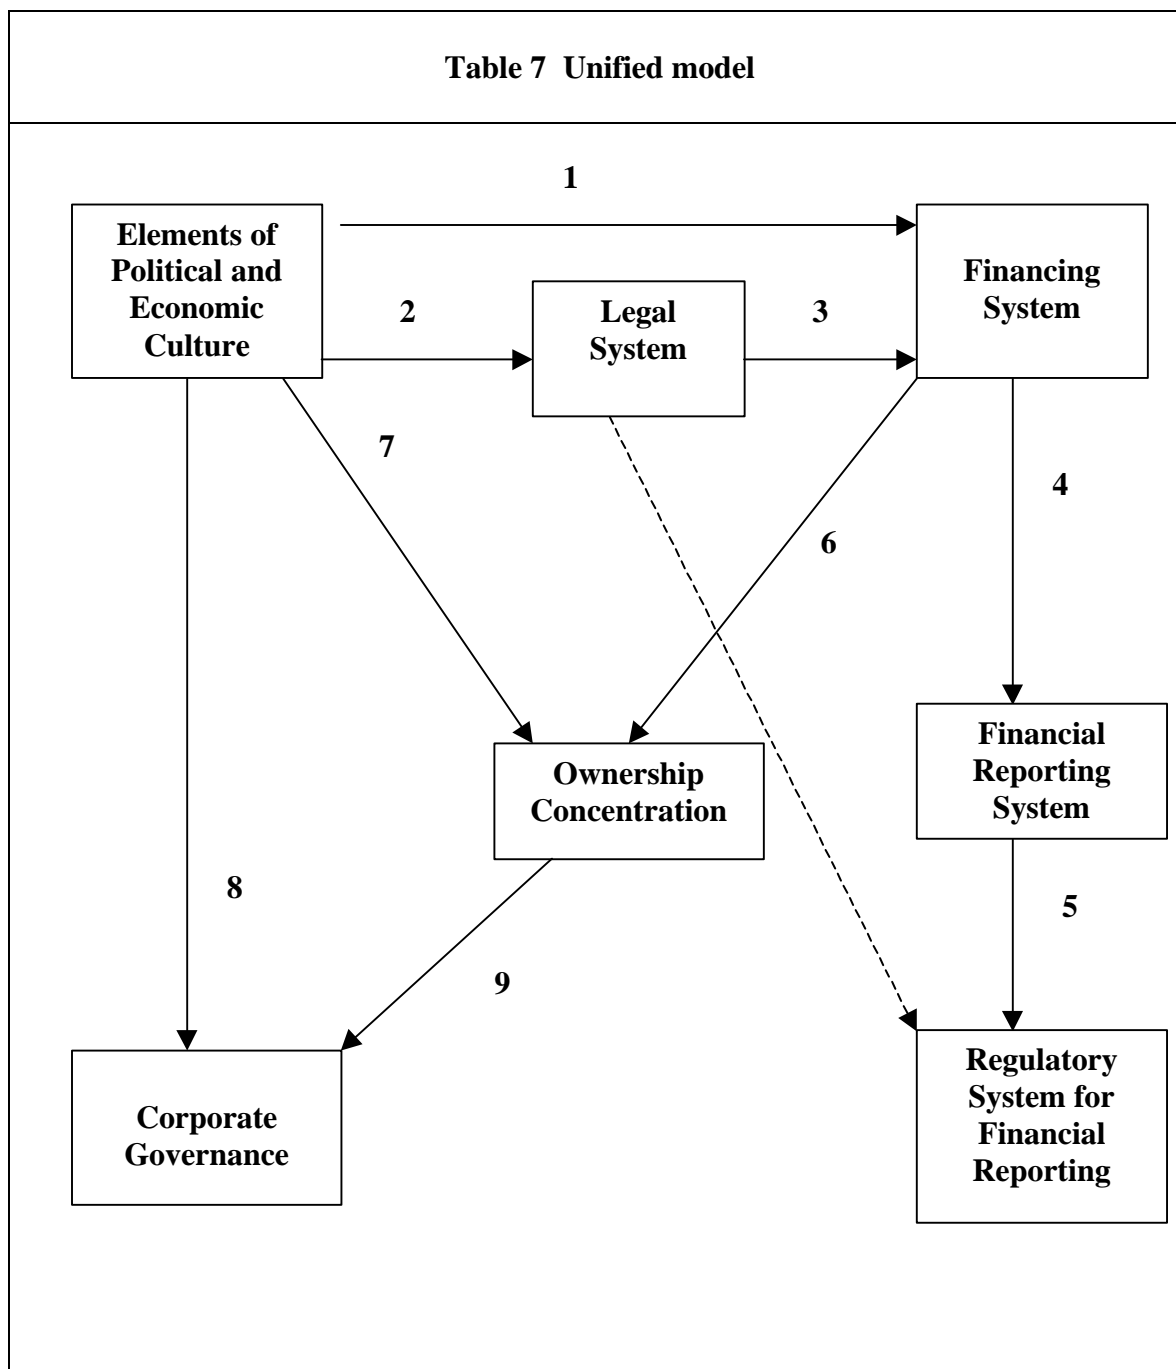 Table 7 Unified model
1
Elements of
Political and
Economic
Culture
Financing
System
2
Legal
System
3
7
4
6
Financial
Reporting
System
Ownership
Concentration
8
5
9
Regulatory
System for
Financial
Reporting
Corporate
Governance